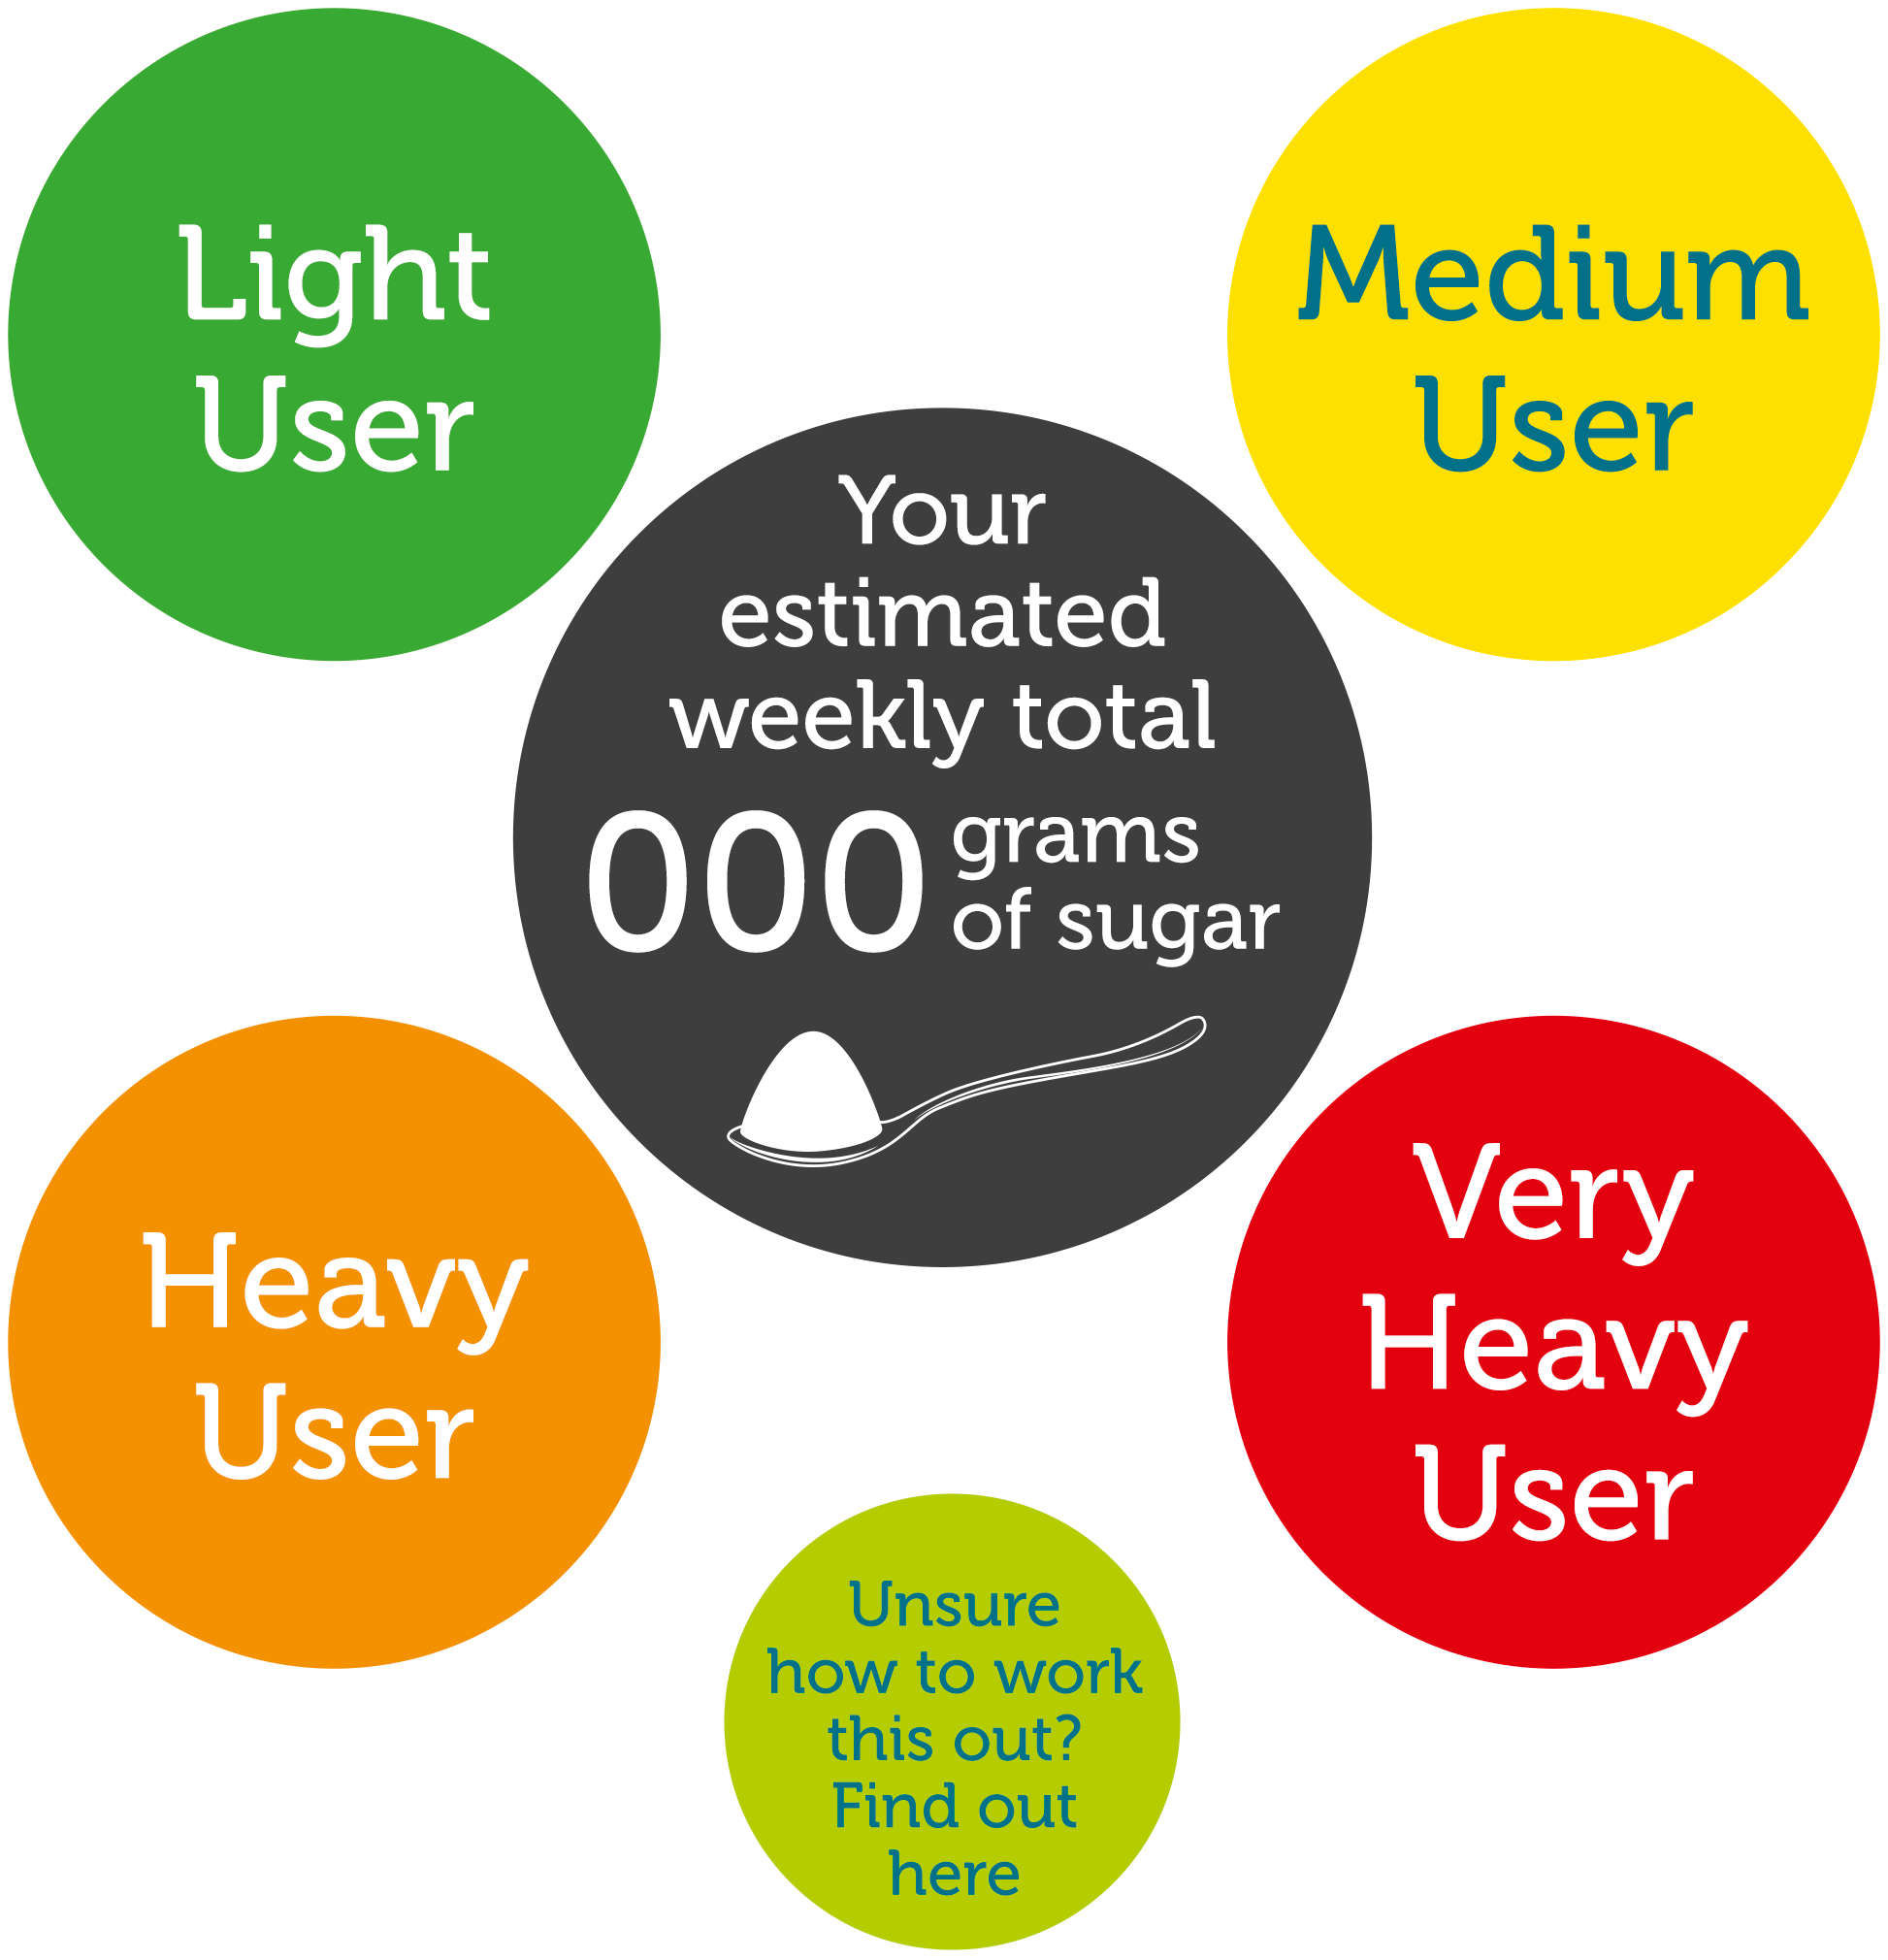 Light
User
Medium
User
Your
estimated
weekly total
000 grams
of sugar
Heavy
User
Very
Heavy
User
Unsure
how to work
this out?
Find out
here